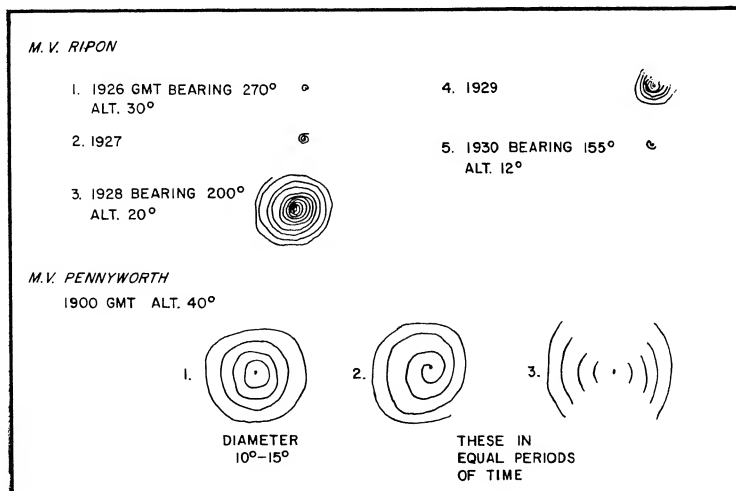 M.V. RIPON
1. 1926 GMT BEARING 270°
ALT. 30°
2. 1927
3. 1928 BEARING 200°
ALT. 20°
4. 1929
5. 1930 BEARING 155°
ALT. 12°
M.V. PENNYWORTH
1900 GMT ALT. 40°
1.
2.
3.
DIAMETER
10°-15°
THESE IN
EQUAL PERIODS
OF TIME